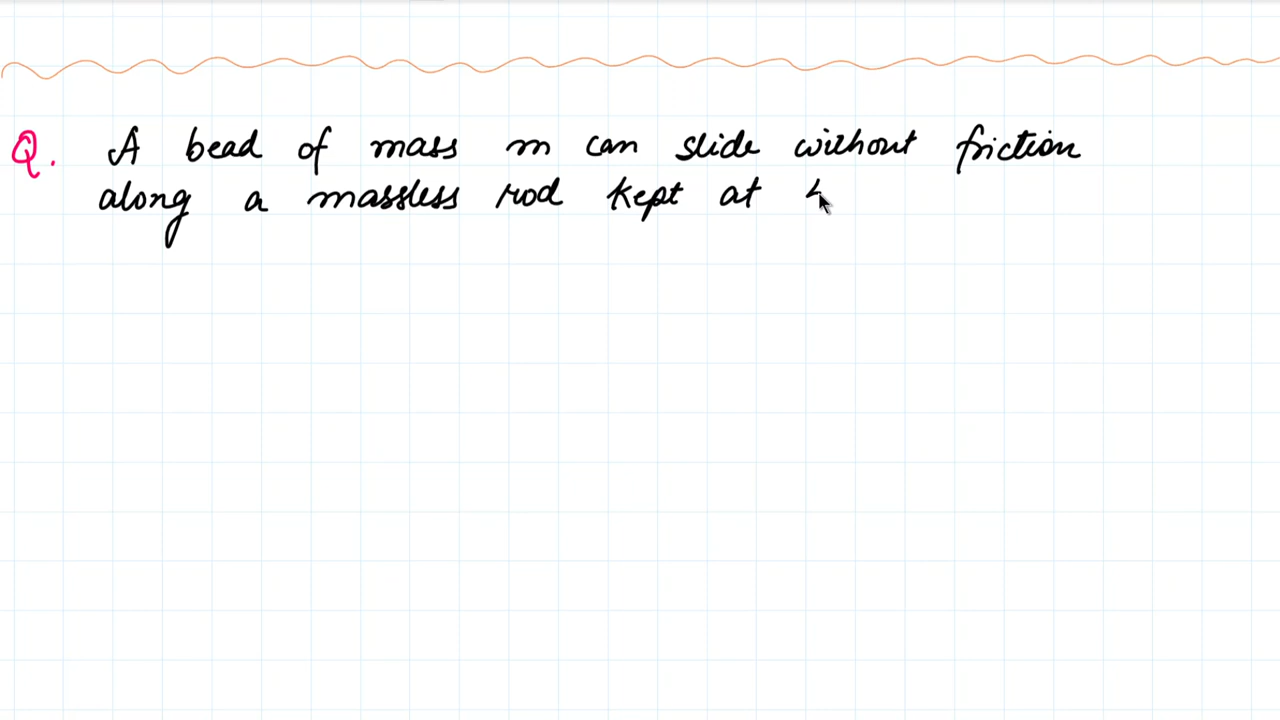 Q. A bead of mass m can slide without friction
along a massless rod kept at